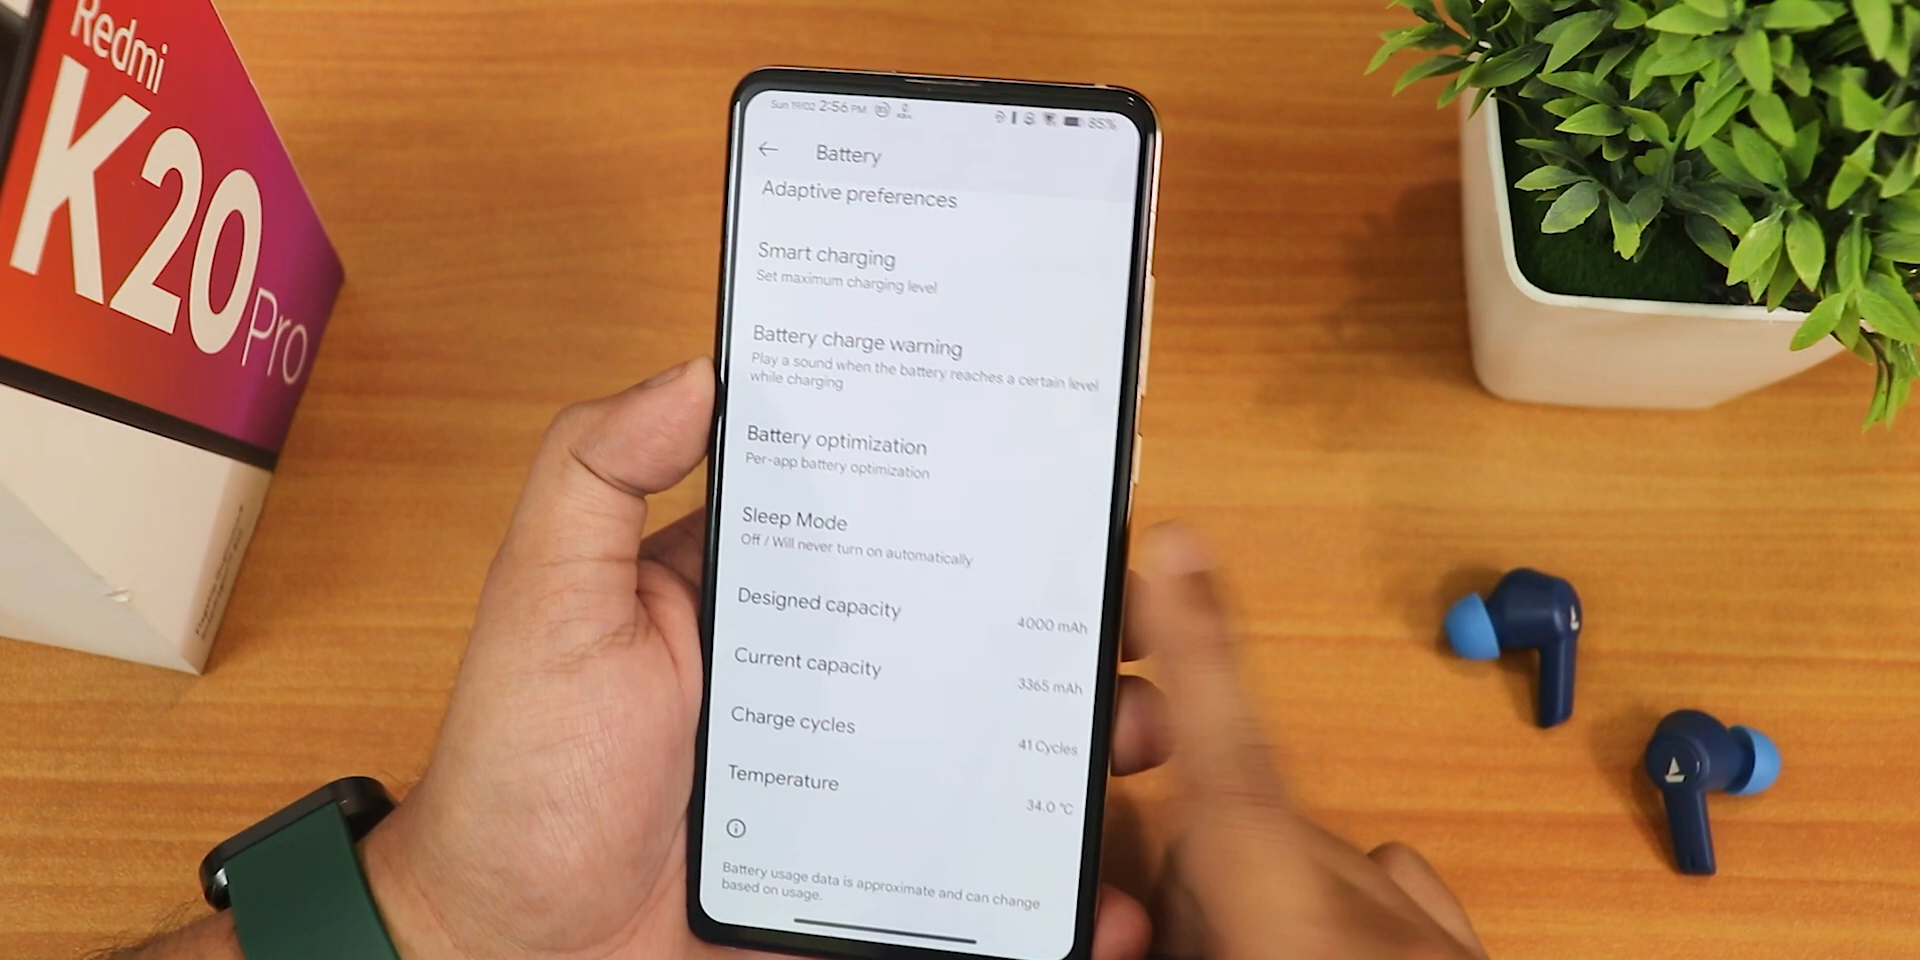 Redmi
K20 Pro
Sun 19/02 2:56 PM
85%
Battery
Adaptive preferences
Smart charging
Set maximum charging level
Battery charge warning
Play a sound when the battery reaches a certain level
while charging
Battery optimization
Per-app battery optimization
Sleep Mode
Off / Will never turn on automatically
Designed capacity
4000 mAh
Current capacity
3365 mAh
Charge cycles
41 Cycles
Temperature
34.0 °C
Battery usage data is approximate and can change
based on usage.